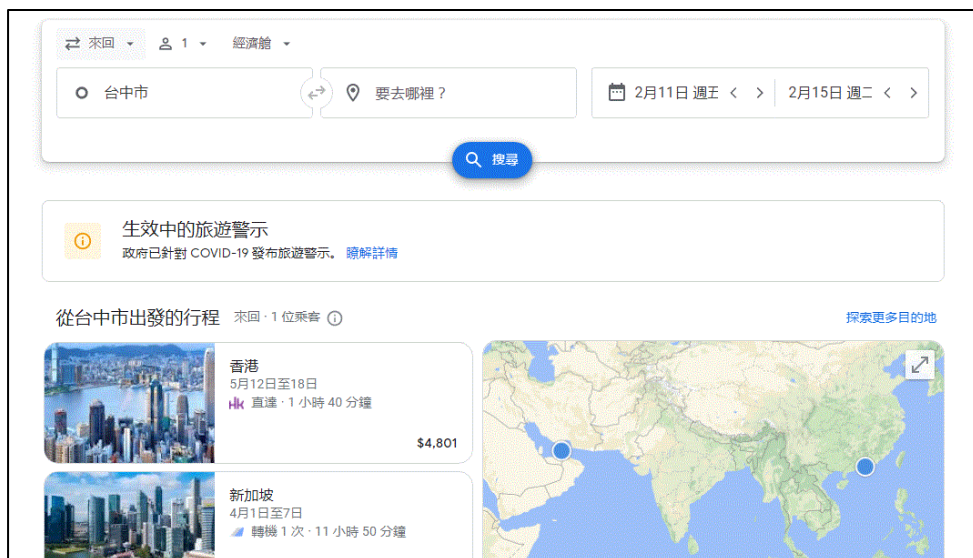 來回 1 經濟艙
台中市 要去哪裡？ 2月11日 週五 2月15日 週二
搜尋
生效中的旅遊警示
政府已針對 COVID-19 發布旅遊警示。 瞭解詳情
從台中市出發的行程 來回 · 1 位乘客 探索更多目的地
香港
5月12日至18日
HK 直達 · 1 小時 40 分鐘
$4,801
新加坡
4月1日至7日
轉機 1 次 · 11 小時 50 分鐘